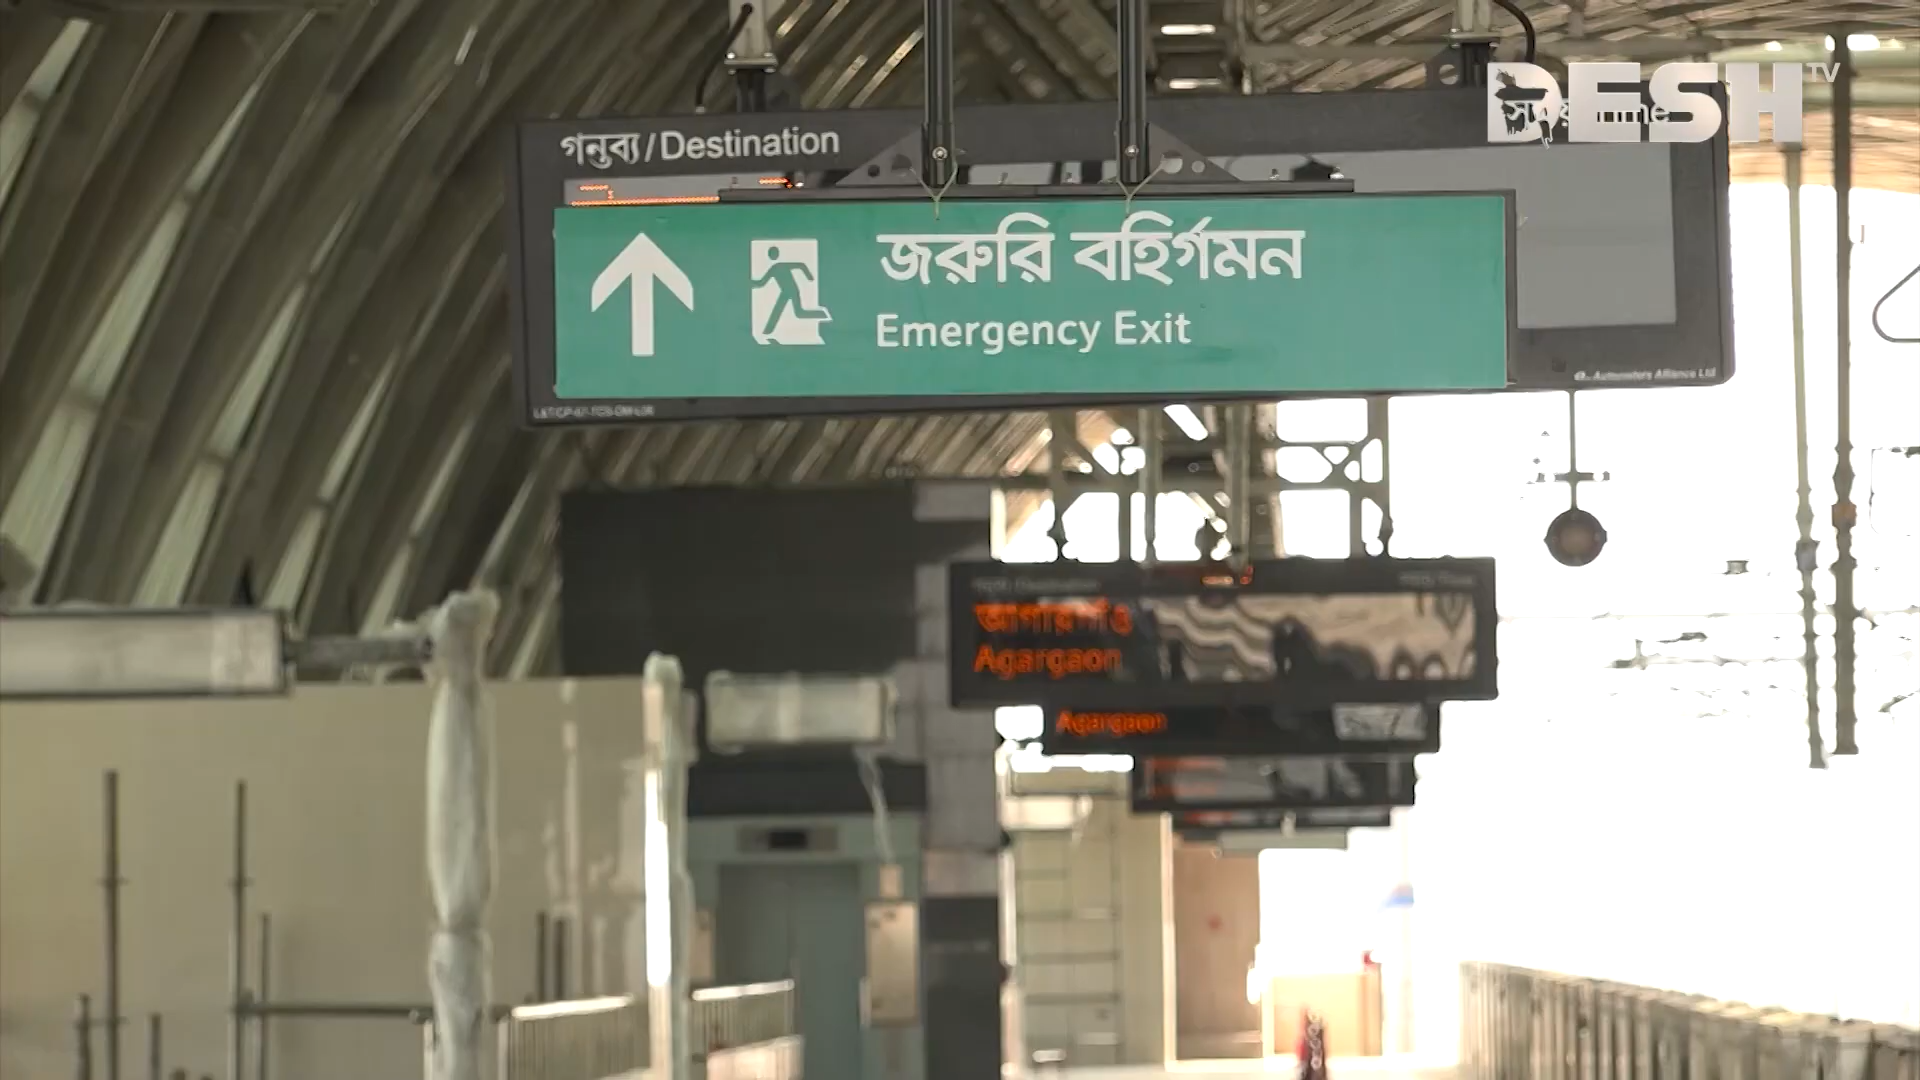 DESH TV
গন্তব্য/Destination
জরুরি বহির্গমন
Emergency Exit
আগারগাঁও
Agargaon
Agargaon